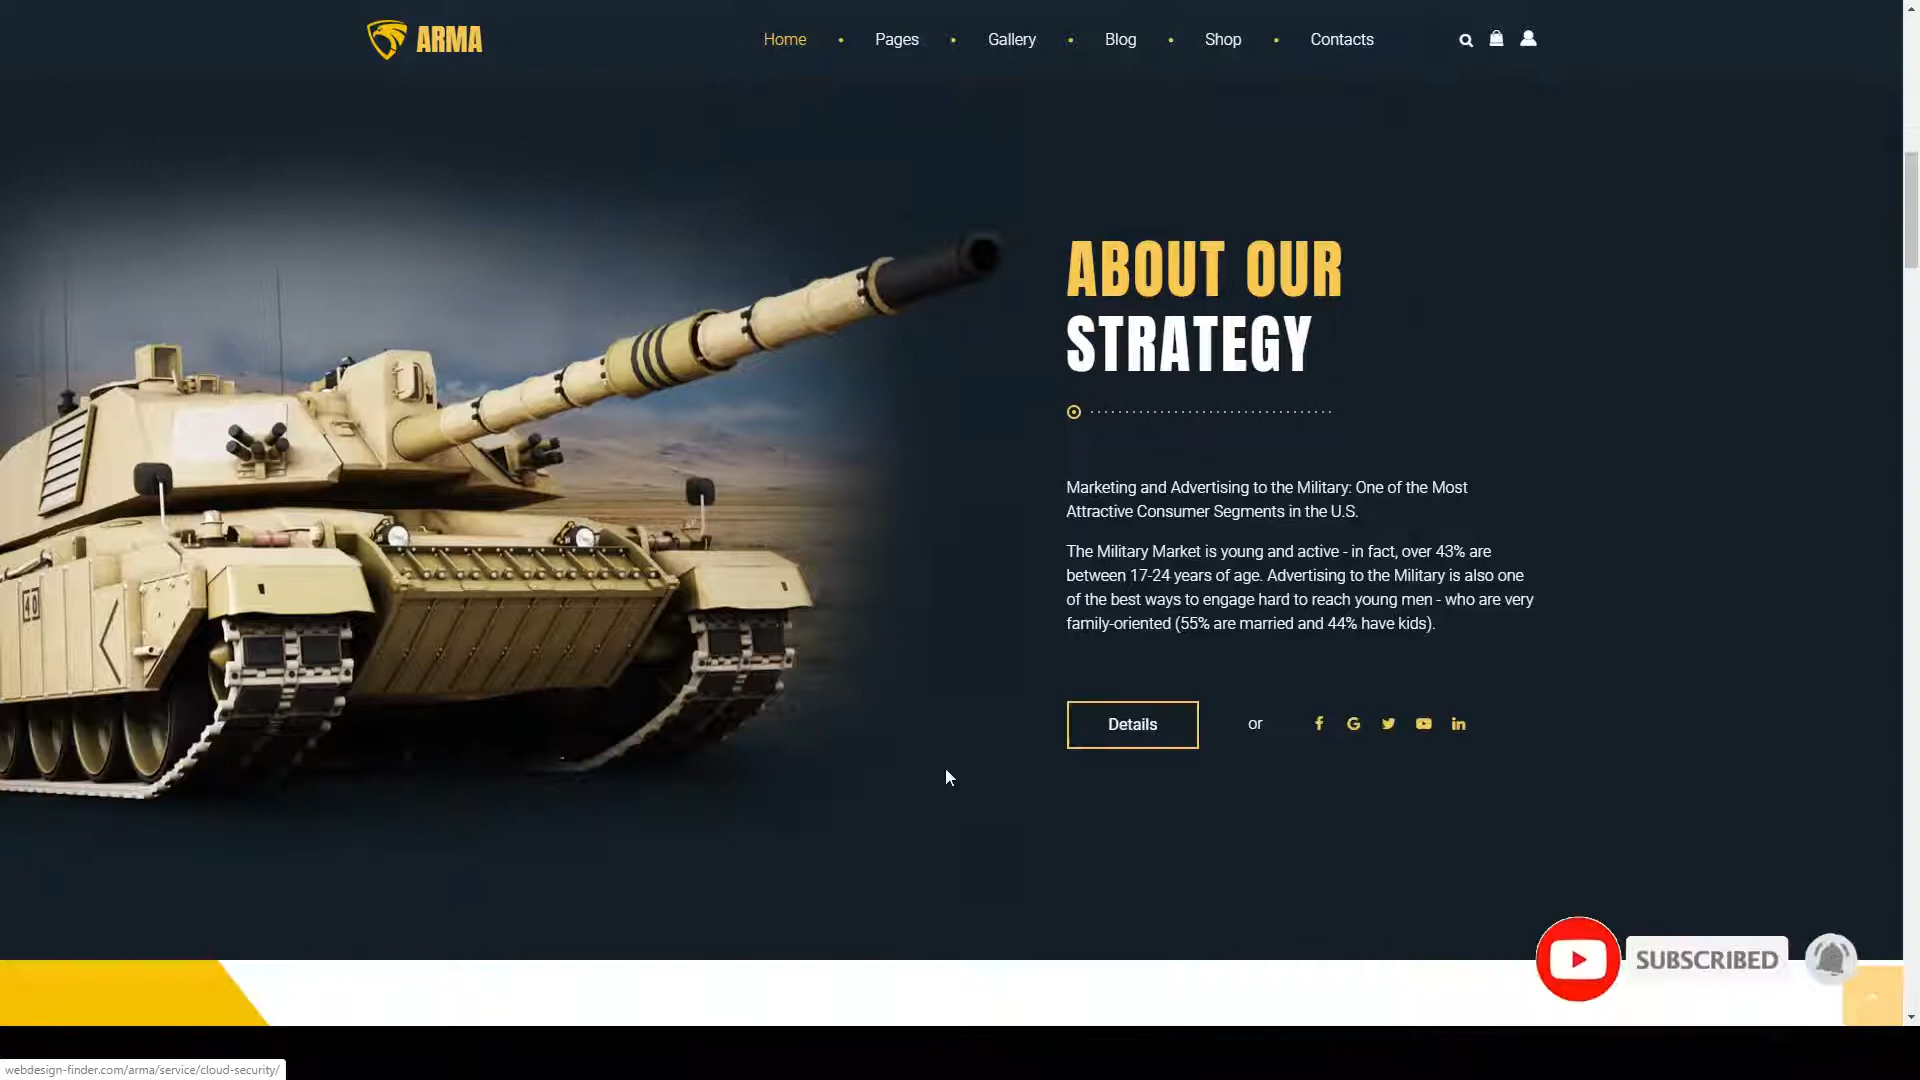 ARMA
Home
Pages
Gallery
Blog
Shop
Contacts
ABOUT OUR
STRATEGY
Marketing and Advertising to the Military: One of the Most
Attractive Consumer Segments in the U.S.
The Military Market is young and active - in fact, over 43% are
between 17-24 years of age. Advertising to the Military is also one
of the best ways to engage hard to reach young men - who are very
family-oriented (55% are married and 44% have kids).
40
Details
or
SUBSCRIBED
webdesign-finder.com/arma/service/cloud-security/